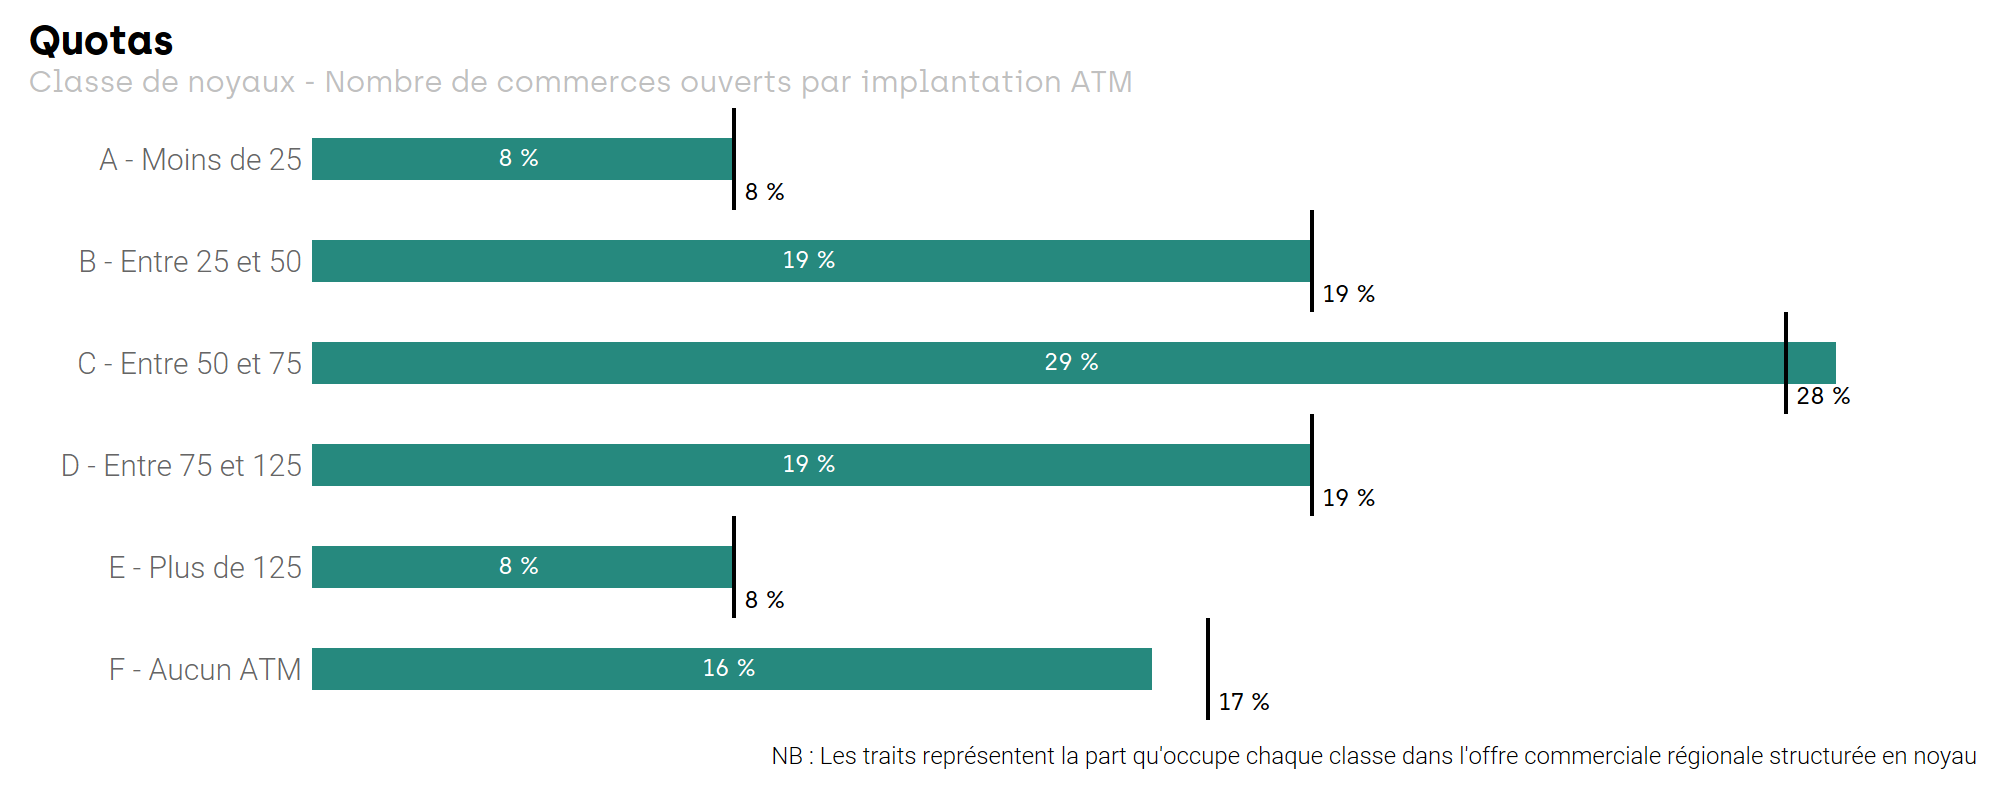 Quotas
Classe de noyaux - Nombre de commerces ouverts par implantation ATM
A - Moins de 25
8 %
8 %
B - Entre 25 et 50
19 %
19 %
C - Entre 50 et 75
29 %
28 %
D - Entre 75 et 125
19 %
19 %
E - Plus de 125
8 %
8 %
F - Aucun ATM
16 %
17 %
NB : Les traits représentent la part qu'occupe chaque classe dans l'offre commerciale régionale structurée en noyau